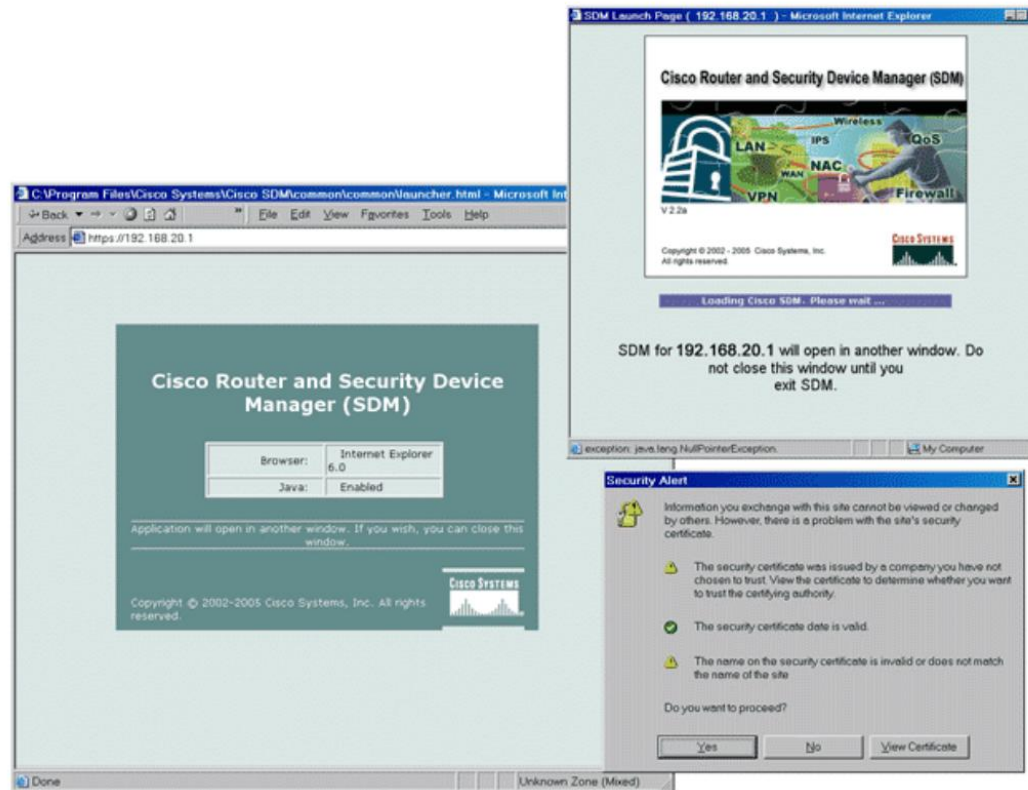 C:\Program Files\Cisco Systems\Cisco SDM\common\common\launcher.html - Microsoft Int
Back
» File Edit View Favorites Tools Help
Address https://192.168.20.1
Cisco Router and Security Device
Manager (SDM)
Browser: Internet Explorer
6.0
Java: Enabled
Application will open in another window. If you wish, you can close this
window.
CISCO SYSTEMS
Copyright © 2002-2005 Cisco Systems, Inc. All rights
reserved.
Done
Unknown Zone (Mixed)
SDM Launch Page ( 192.168.20.1 ) - Microsoft Internet Explorer
Cisco Router and Security Device Manager (SDM)
Wireless
LAN
IPS
QoS
WAN
NAC
VPN
Firewall
V 2.2a
Copyright © 2002 - 2005 Cisco Systems, Inc.
All rights reserved.
CISCO SYSTEMS
Loading Cisco SDM. Please wait ...
SDM for 192.168.20.1 will open in another window. Do
not close this window until you
exit SDM.
exception: java.lang.NullPointerException.
My Computer
Security Alert
Information you exchange with this site cannot be viewed or changed
by others. However, there is a problem with the site's security
certificate.
The security certificate was issued by a company you have not
chosen to trust. View the certificate to determine whether you want
to trust the certifying authority.
The security certificate date is valid.
The name on the security certificate is invalid or does not match
the name of the site
Do you want to proceed?
Yes
No
View Certificate